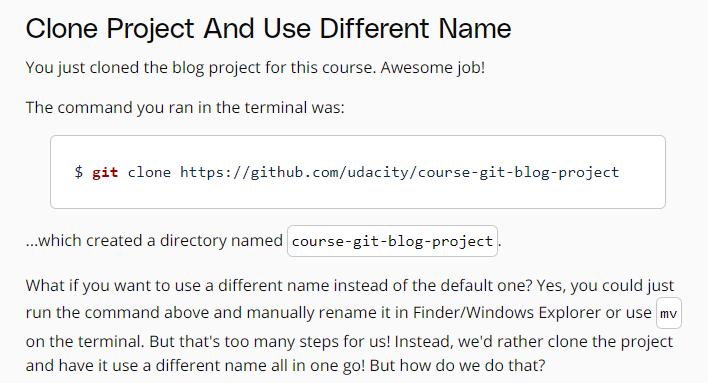 Clone Project And Use Different Name
You just cloned the blog project for this course. Awesome job!
The command you ran in the terminal was:
$ git clone https://github.com/udacity/course-git-blog-project
...which created a directory named course-git-blog-project.
What if you want to use a different name instead of the default one? Yes, you could just
run the command above and manually rename it in Finder/Windows Explorer or use mv
on the terminal. But that's too many steps for us! Instead, we'd rather clone the project
and have it use a different name all in one go! But how do we do that?